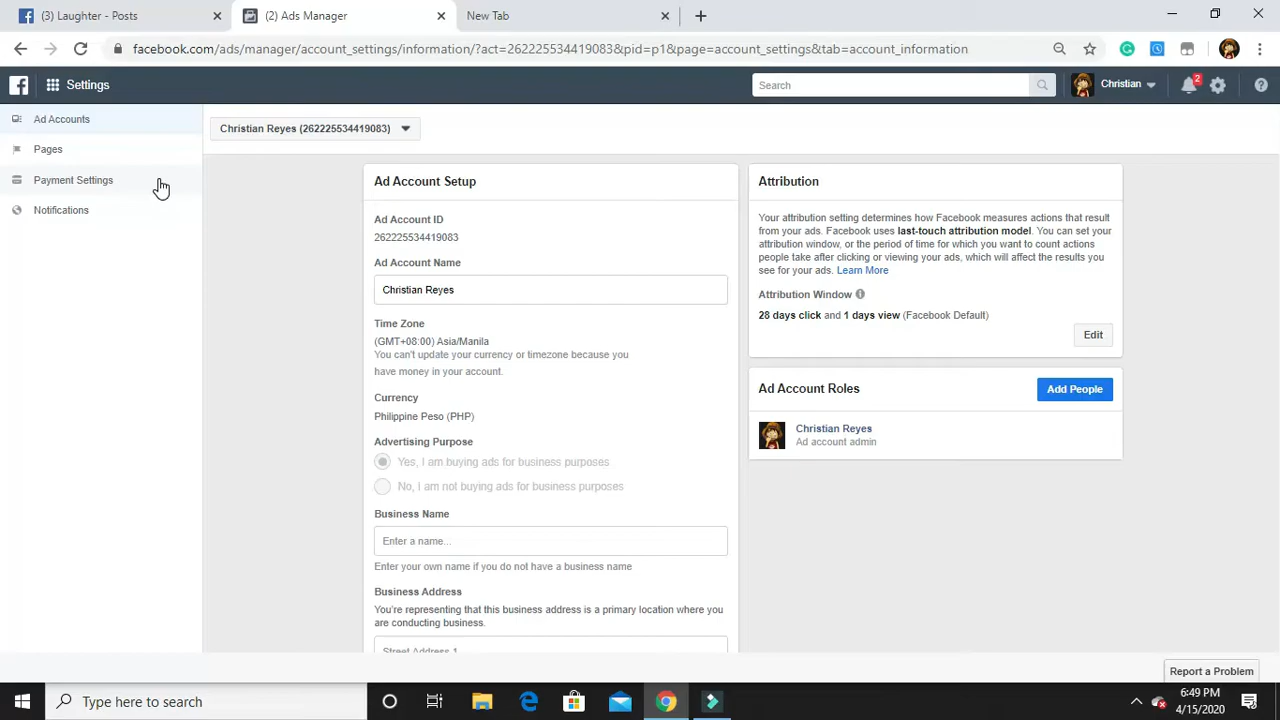 (3) Laughter - Posts
(2) Ads Manager
New Tab
facebook.com/ads/manager/account_settings/information/?act=262225534419083&pid=p1&page=account_settings&tab=account_information
Settings
Search
Christian
2
Ad Accounts
Pages
Payment Settings
Notifications
Christian Reyes (262225534419083)
Ad Account Setup
Ad Account ID
262225534419083
Ad Account Name
Christian Reyes
Time Zone
(GMT+08:00) Asia/Manila
You can't update your currency or timezone because you
have money in your account.
Currency
Philippine Peso (PHP)
Advertising Purpose
Yes, I am buying ads for business purposes
No, I am not buying ads for business purposes
Business Name
Enter a name...
Enter your own name if you do not have a business name
Business Address
You're representing that this business address is a primary location where you
are conducting business.
Street Address 1
Attribution
Your attribution setting determines how Facebook measures actions that result
from your ads. Facebook uses last-touch attribution model. You can set your
attribution window, or the period of time for which you want to count actions
people take after clicking or viewing your ads, which will affect the results you
see for your ads. Learn More
Attribution Window
28 days click and 1 days view (Facebook Default)
Edit
Ad Account Roles
Add People
Christian Reyes
Ad account admin
Report a Problem
Type here to search
6:49 PM
4/15/2020